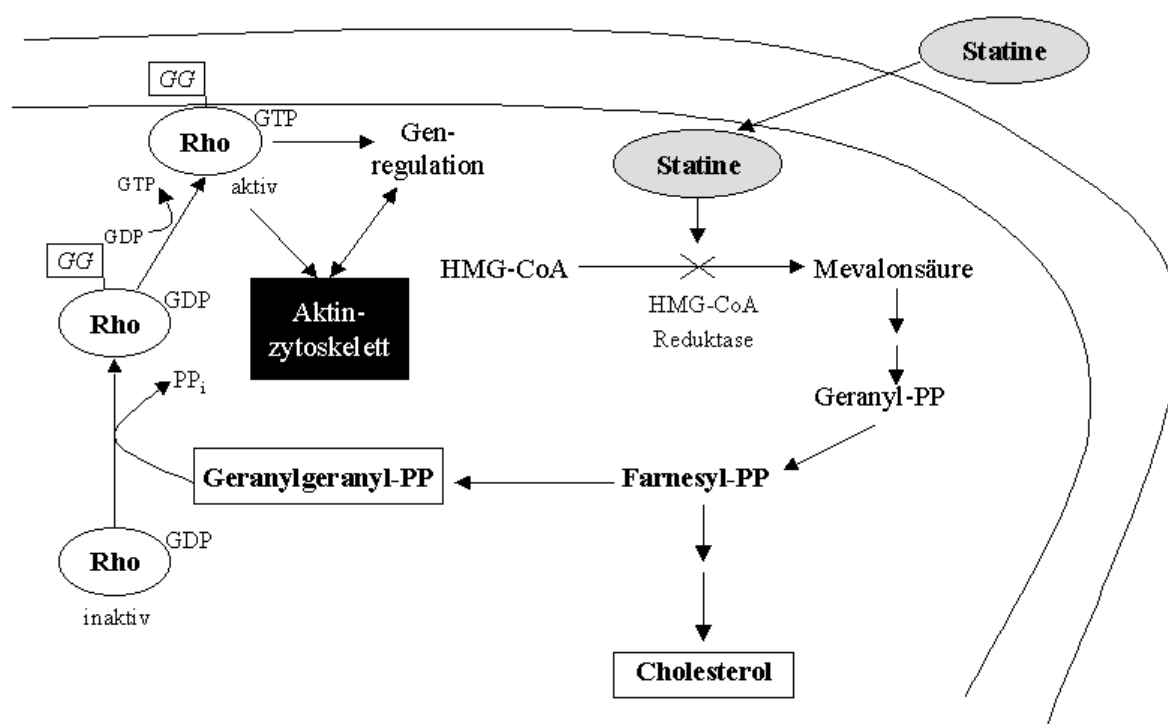 Statine
GG
GTP
Rho
Gen-
regulation
Statine
aktiv
GTP
GDP
GG
HMG-CoA
Mevalonsäure
GDP
Rho
HMG-CoA
Reduktase
Aktin-
zytoskelett
PPi
Geranyl-PP
Geranylgeranyl-PP
Farnesyl-PP
GDP
Rho
inaktiv
Cholesterol